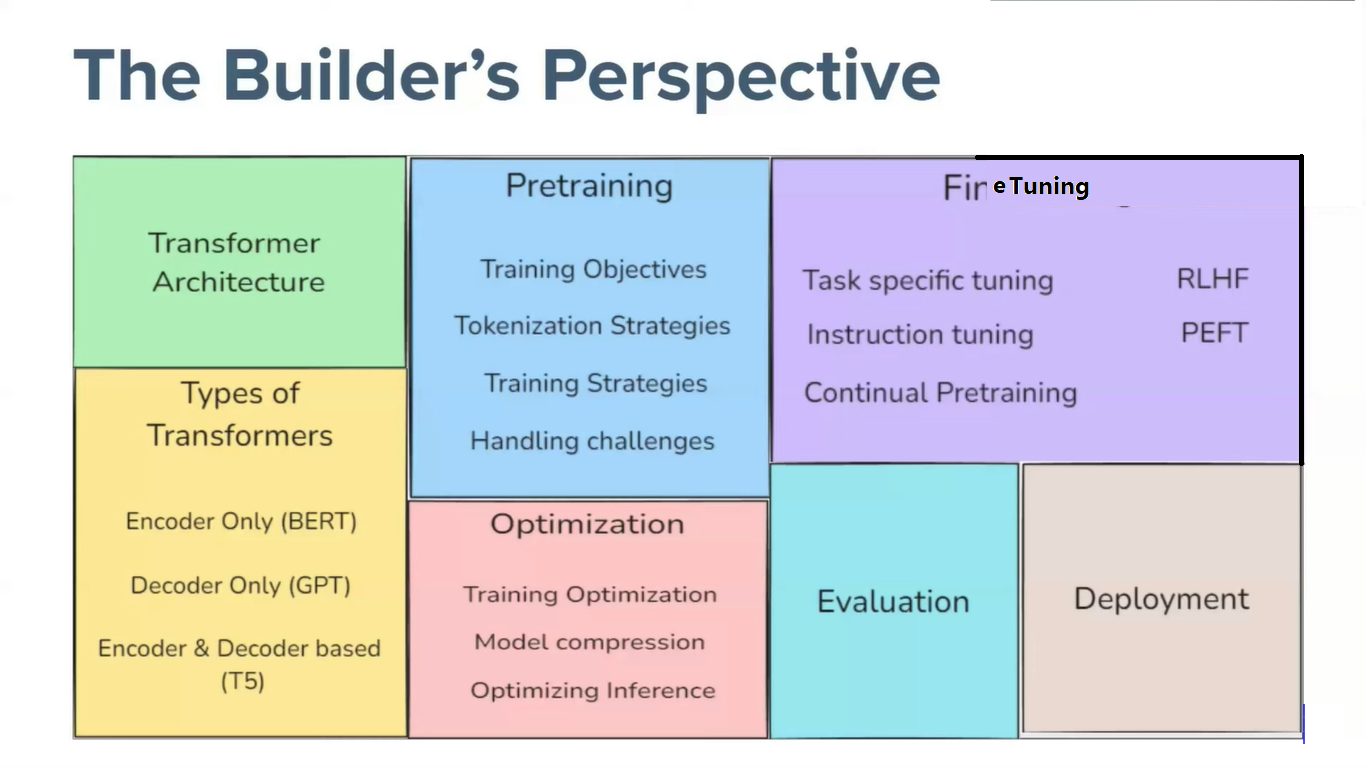 The Builder’s Perspective
Transformer
Architecture
Types of
Transformers
Encoder Only (BERT)
Decoder Only (GPT)
Encoder & Decoder based
(T5)
Pretraining
Training Objectives
Tokenization Strategies
Training Strategies
Handling challenges
Optimization
Training Optimization
Model compression
Optimizing Inference
Fine Tuning
Task specific tuning
RLHF
Instruction tuning
PEFT
Continual Pretraining
Evaluation
Deployment